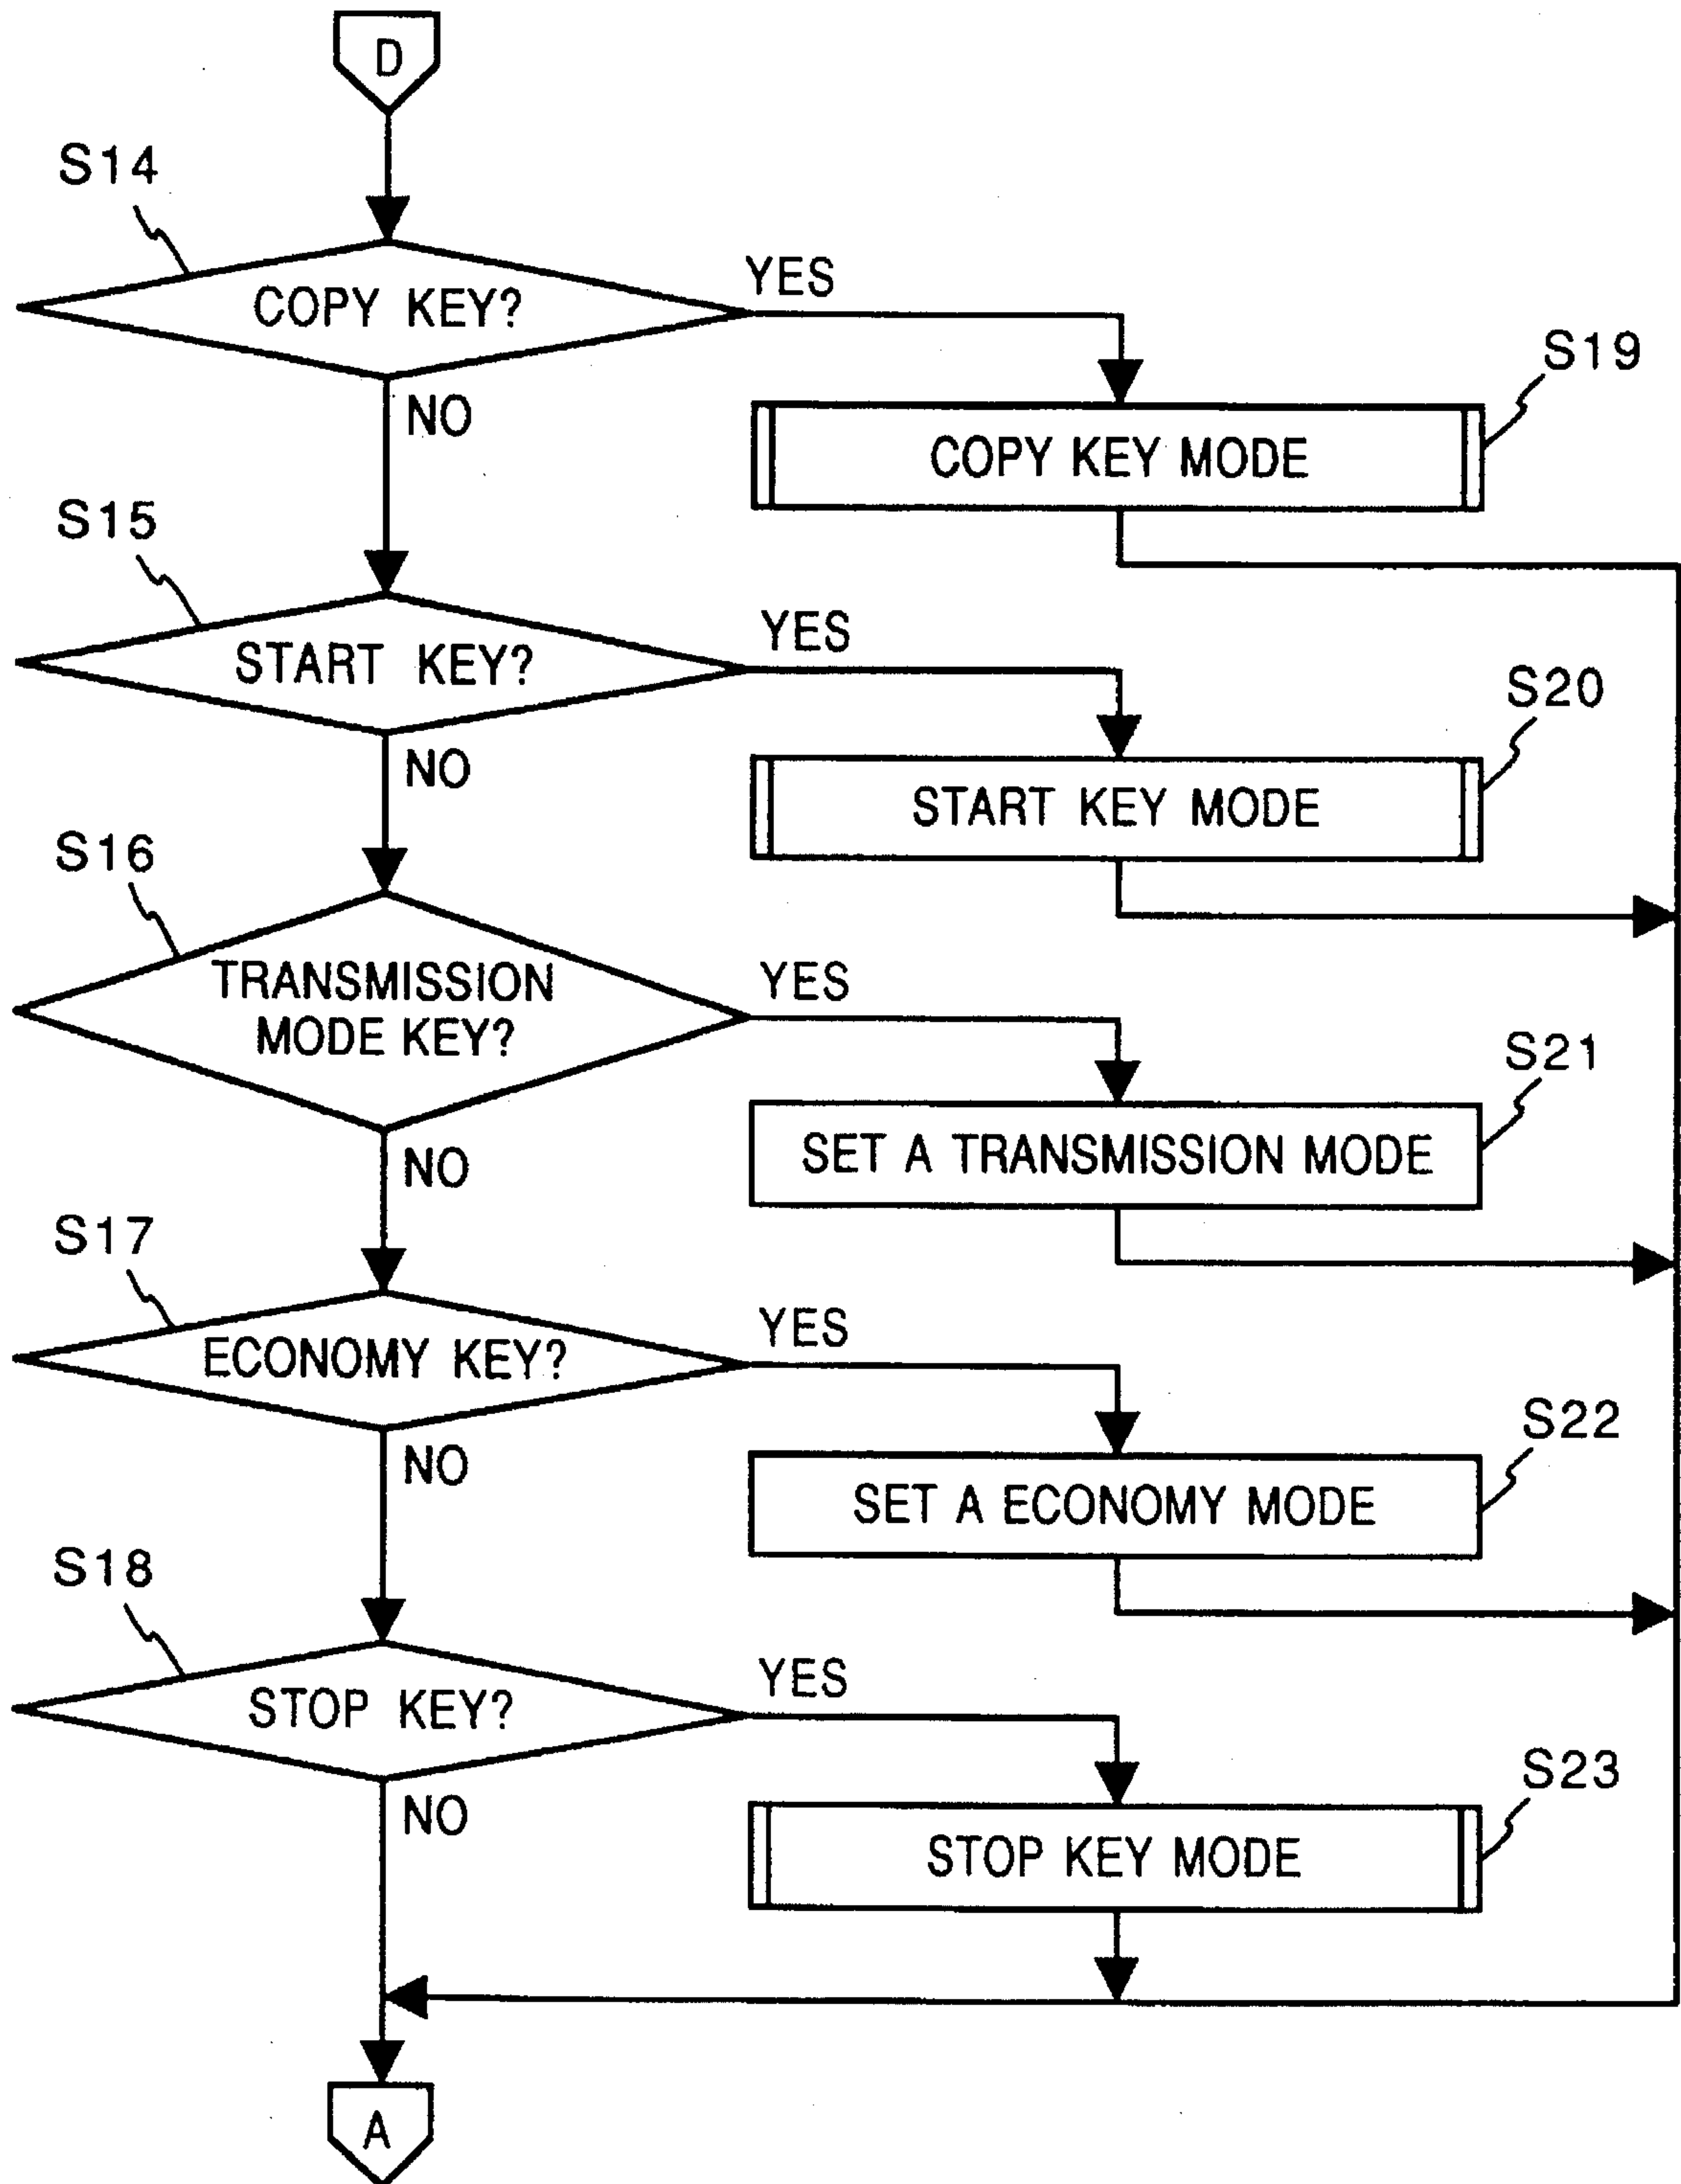 D
S14
COPY KEY?
YES
NO
S19
COPY KEY MODE
S15
START KEY?
YES
NO
S20
START KEY MODE
S16
TRANSMISSION
MODE KEY?
YES
NO
S21
SET A TRANSMISSION MODE
S17
ECONOMY KEY?
YES
NO
S22
SET A ECONOMY MODE
S18
STOP KEY?
YES
NO
S23
STOP KEY MODE
A